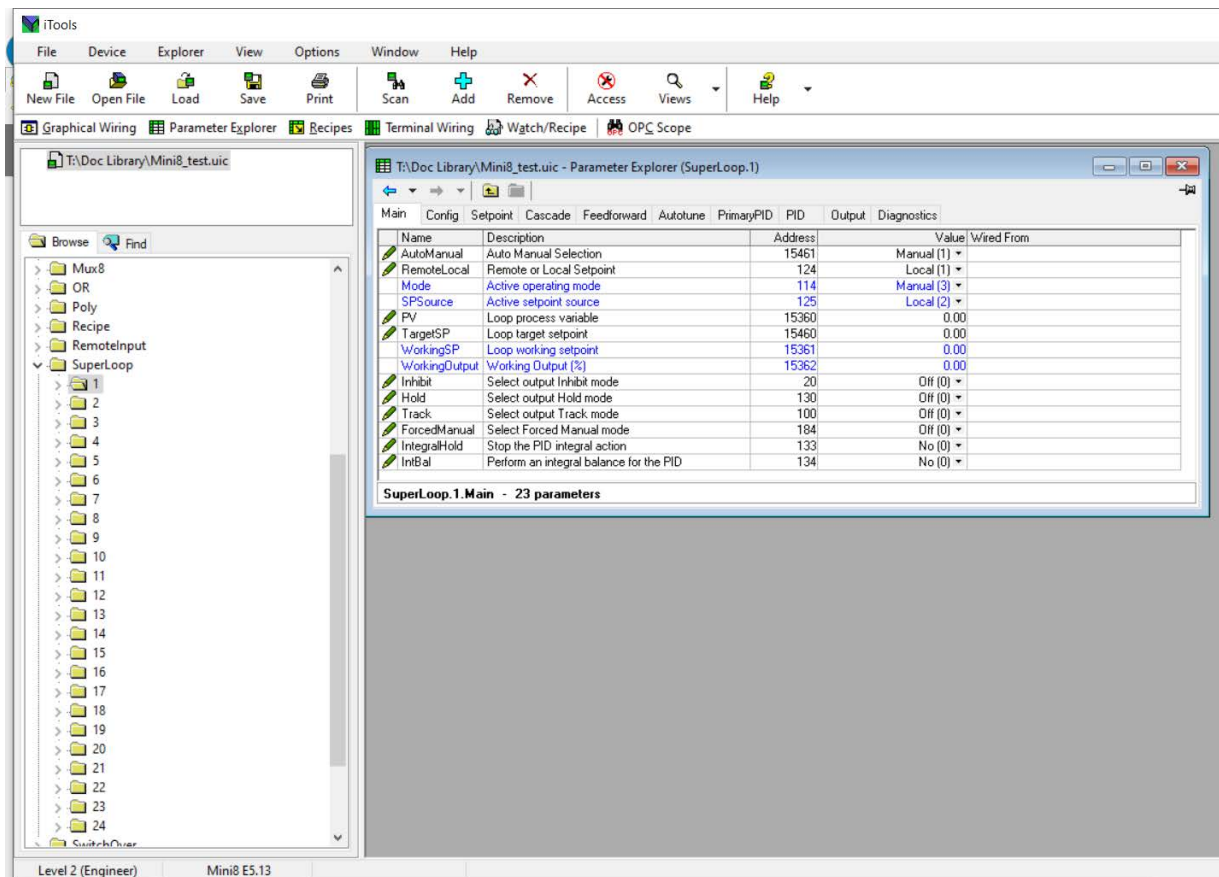 iTools
File Device Explorer View Options Window Help
New File Open File Load Save Print Scan Add Remove Access Views Help
Graphical Wiring Parameter Explorer Recipes Terminal Wiring Watch/Recipe OPC Scope
T:\Doc Library\Mini8_test.uic
Browse Find
Mux8
OR
Poly
Recipe
RemoteInput
SuperLoop
1
2
3
4
5
6
7
8
9
10
11
12
13
14
15
16
17
18
19
20
21
22
23
24
SwitchOver
T:\Doc Library\Mini8_test.uic - Parameter Explorer (SuperLoop.1)
Main Config Setpoint Cascade Feedforward Autotune PrimaryPID PID Output Diagnostics
Name Description Address Value Wired From
AutoManual Auto Manual Selection 15461 Manual (1)
RemoteLocal Remote or Local Setpoint 124 Local (1)
Mode Active operating mode 114 Manual (3)
SPSource Active setpoint source 125 Local (2)
PV Loop process variable 15360 0.00
TargetSP Loop target setpoint 15460 0.00
WorkingSP Loop working setpoint 15361 0.00
WorkingOutput Working Output (%) 15362 0.00
Inhibit Select output Inhibit mode 20 Off (0)
Hold Select output Hold mode 130 Off (0)
Track Select output Track mode 100 Off (0)
ForcedManual Select Forced Manual mode 184 Off (0)
IntegralHold Stop the PID integral action 133 No (0)
IntBal Perform an integral balance for the PID 134 No (0)
SuperLoop.1.Main - 23 parameters
Level 2 (Engineer) Mini8 E5.13